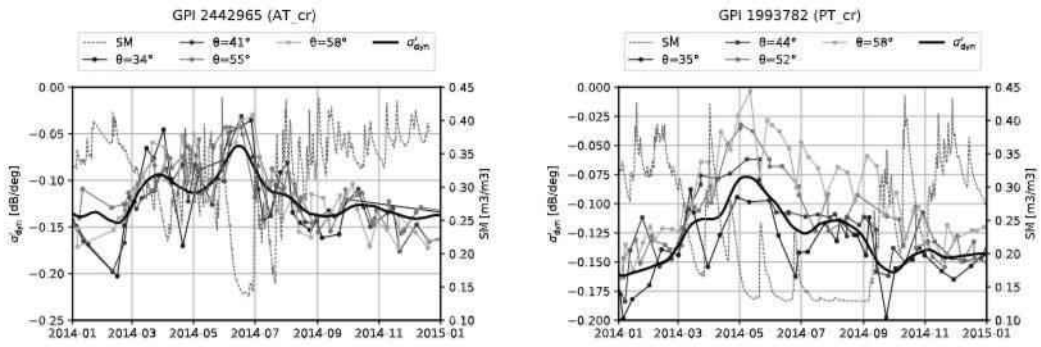 GPI 2442965 (AT_cr)
SM θ=41° θ=58° σ'dyn
θ=34° θ=55°
0.00 0.45
−0.05 0.40
0.35
−0.10 0.30
−0.15 0.25
−0.20 0.20
0.15
−0.25 0.10
σ'dyn [dB/deg]
SM [m3/m3]
2014-01 2014-03 2014-05 2014-07 2014-09 2014-11 2015-01
GPI 1993782 (PT_cr)
SM θ=44° θ=58° σ'dyn
θ=35° θ=52°
0.000 0.45
−0.025 0.40
−0.050 0.35
−0.075 0.30
−0.100
−0.125 0.25
−0.150 0.20
−0.175 0.15
−0.200 0.10
σ'dyn [dB/deg]
SM [m3/m3]
2014-01 2014-03 2014-05 2014-07 2014-09 2014-11 2015-01